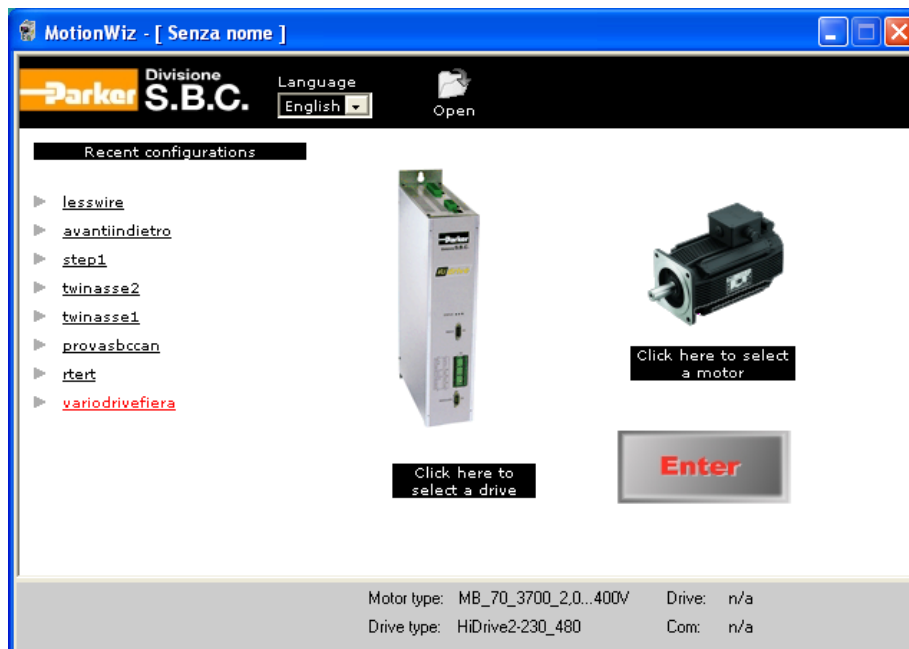 MotionWiz - [ Senza nome ]
Parker
Divisione
S.B.C.
Language
English
Open
Recent configurations
lesswire
avantiindietro
step1
twinasse2
twinasse1
provasbccan
rtert
variodrivefiera
Parker
S.B.C.
Click here to select
a motor
Enter
Click here to
select a drive
Motor type: MB_70_3700_2,0...400V Drive: n/a
Drive type: HiDrive2-230_480 Com: n/a